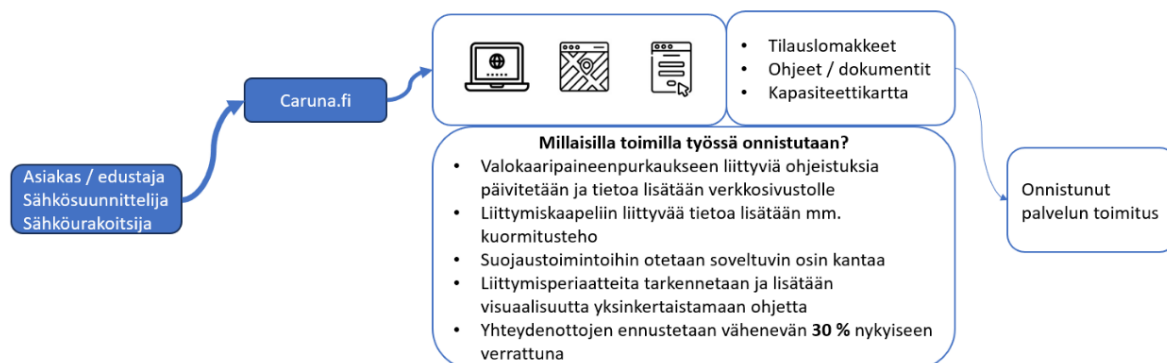 Asiakas / edustaja
Sähkösuunnittelija
Sähköurakoitsija
Caruna.fi
• Tilauslomakkeet
• Ohjeet / dokumentit
• Kapasiteettikartta
Millaisilla toimilla työssä onnistutaan?
• Valokaaripaineenpurkaukseen liittyviä ohjeistuksia
päivitetään ja tietoa lisätään verkkosivustolle
• Liittymiskaapeliin liittyvää tietoa lisätään mm.
kuormitusteho
• Suojaustoimintoihin otetaan soveltuvin osin kantaa
• Liittymisperiaatteita tarkennetaan ja lisätään
visuaalisuutta yksinkertaistamaan ohjetta
• Yhteydenottojen ennustetaan vähenevän 30 % nykyiseen
verrattuna
Onnistunut
palvelun toimitus